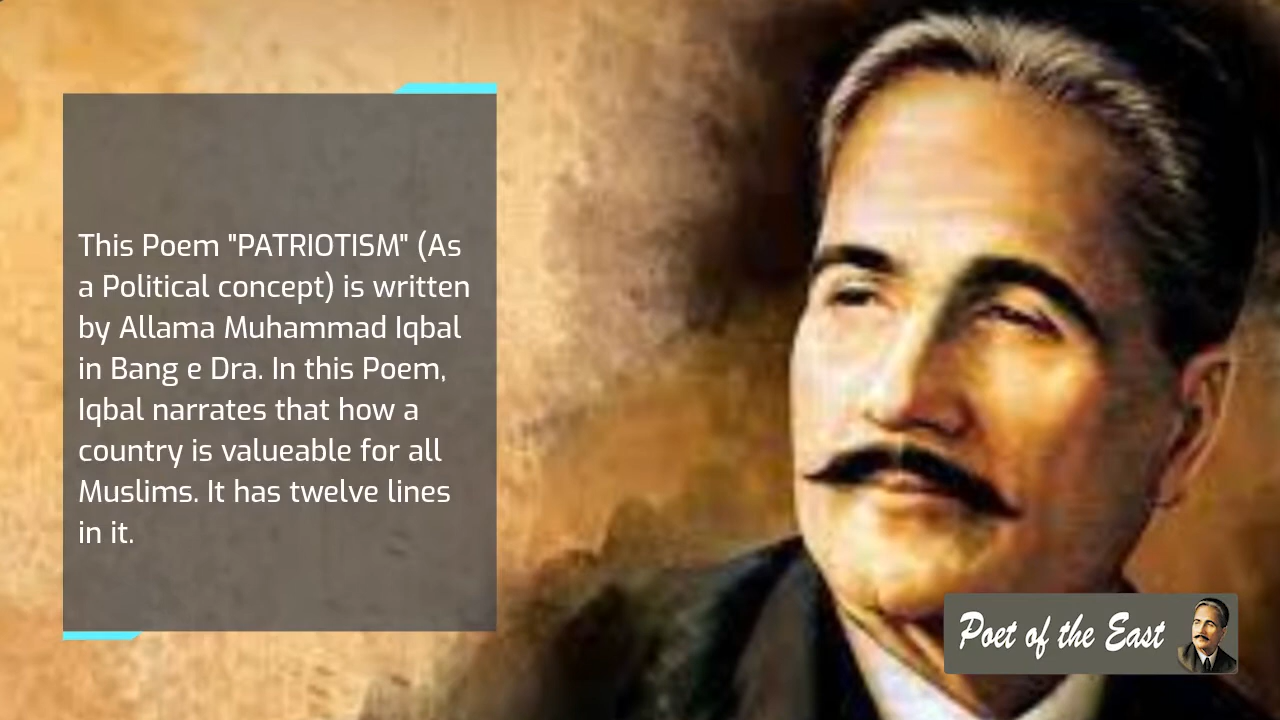 This Poem "PATRIOTISM" (As
a Political concept) is written
by Allama Muhammad Iqbal
in Bang e Dra. In this Poem,
Iqbal narrates that how a
country is valueable for all
Muslims. It has twelve lines
in it.
Poet of the East